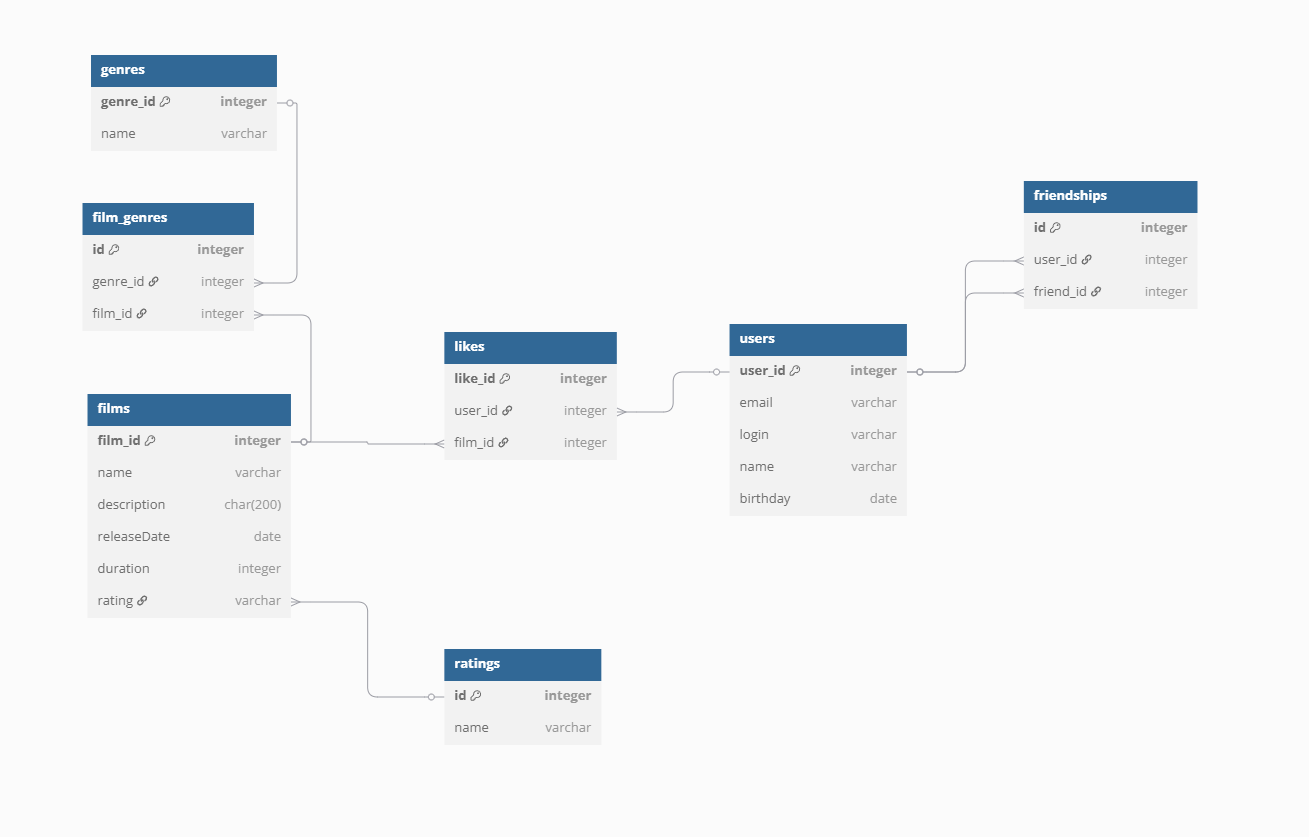 genres
genre_id integer
name varchar
film_genres
id integer
genre_id integer
film_id integer
films
film_id integer
name varchar
description char(200)
releaseDate date
duration integer
rating varchar
likes
like_id integer
user_id integer
film_id integer
ratings
id integer
name varchar
users
user_id integer
email varchar
login varchar
name varchar
birthday date
friendships
id integer
user_id integer
friend_id integer